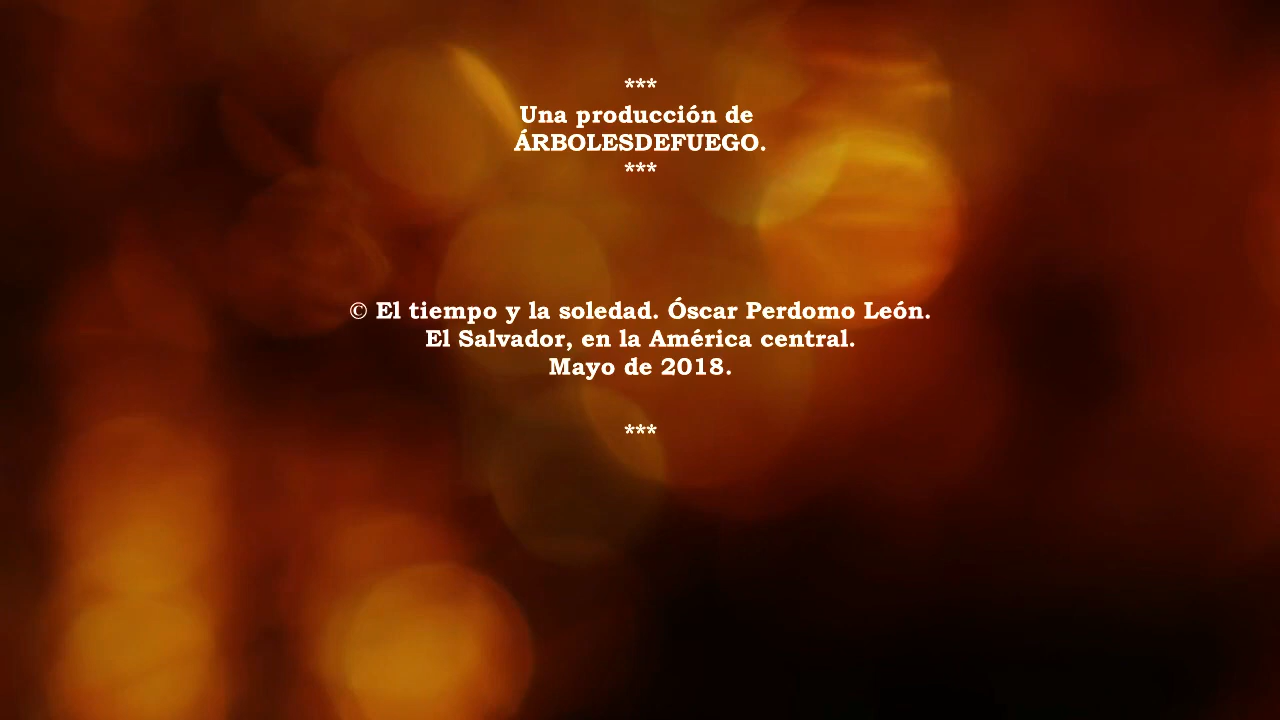 ***
Una producción de
ÁRBOLESDEFUEGO.
***
© El tiempo y la soledad. Óscar Perdomo León.
El Salvador, en la América central.
Mayo de 2018.
***